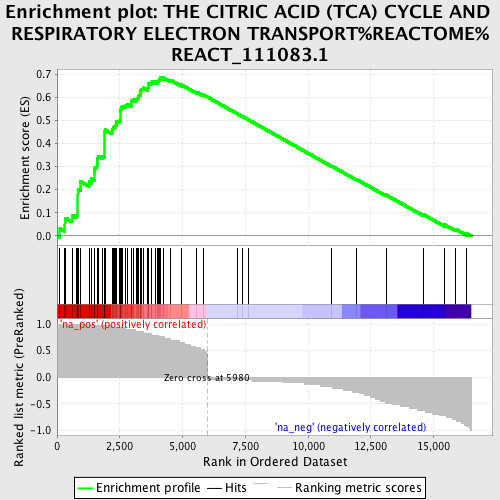 Enrichment plot: THE CITRIC ACID (TCA) CYCLE AND
RESPIRATORY ELECTRON TRANSPORT%REACTOME%
REACT_111083.1
Enrichment score (ES)
0.7
0.6
0.5
0.4
0.3
0.2
0.1
0.0
'na_pos' (positively correlated)
Ranked list metric (PreRanked)
1.0
0.5
0.0
-0.5
-1.0
Zero cross at 5980
'na_neg' (negatively correlated)
0
2,500
5,000
7,500
10,000
12,500
15,000
Rank in Ordered Dataset
Enrichment profile
Hits
Ranking metric scores